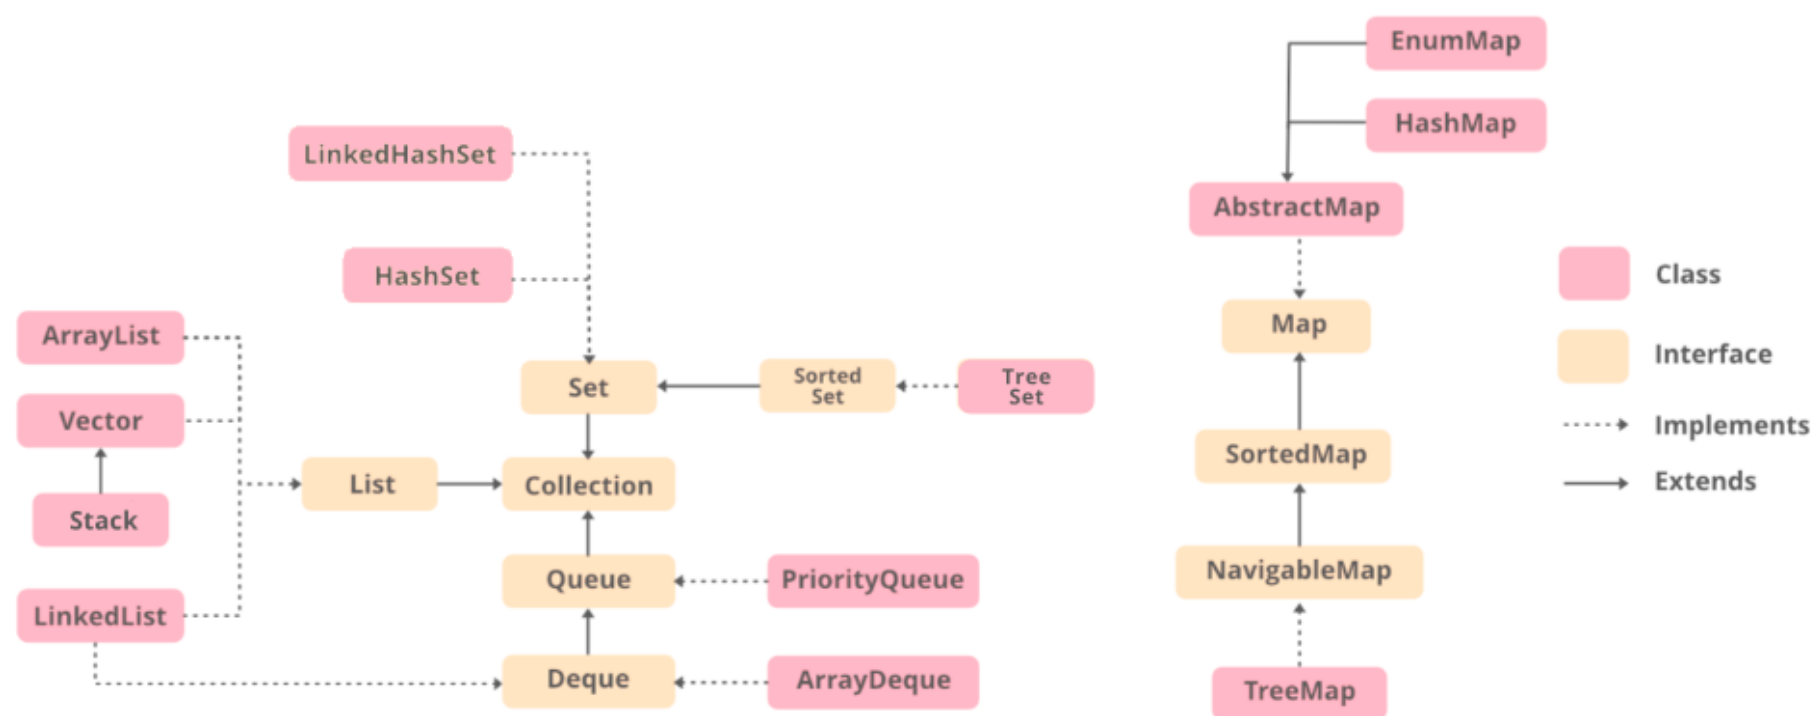 EnumMap
HashMap
LinkedHashSet
AbstractMap
HashSet
Class
ArrayList
Map
Interface
Set
Sorted
Set
Tree
Set
Vector
Implements
SortedMap
List
Collection
Extends
Stack
Queue
PriorityQueue
NavigableMap
LinkedList
Deque
ArrayDeque
TreeMap